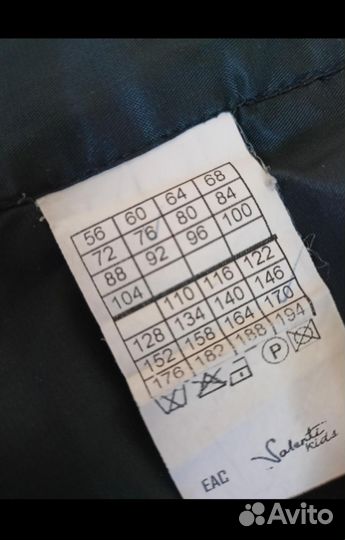 56 60 64 68
72 76 80 84
88 92 96 100
104
110 116 122
128 134 140 146
152 158 164 170
176 182 188 194
P
EAC Valenti kids
Avito